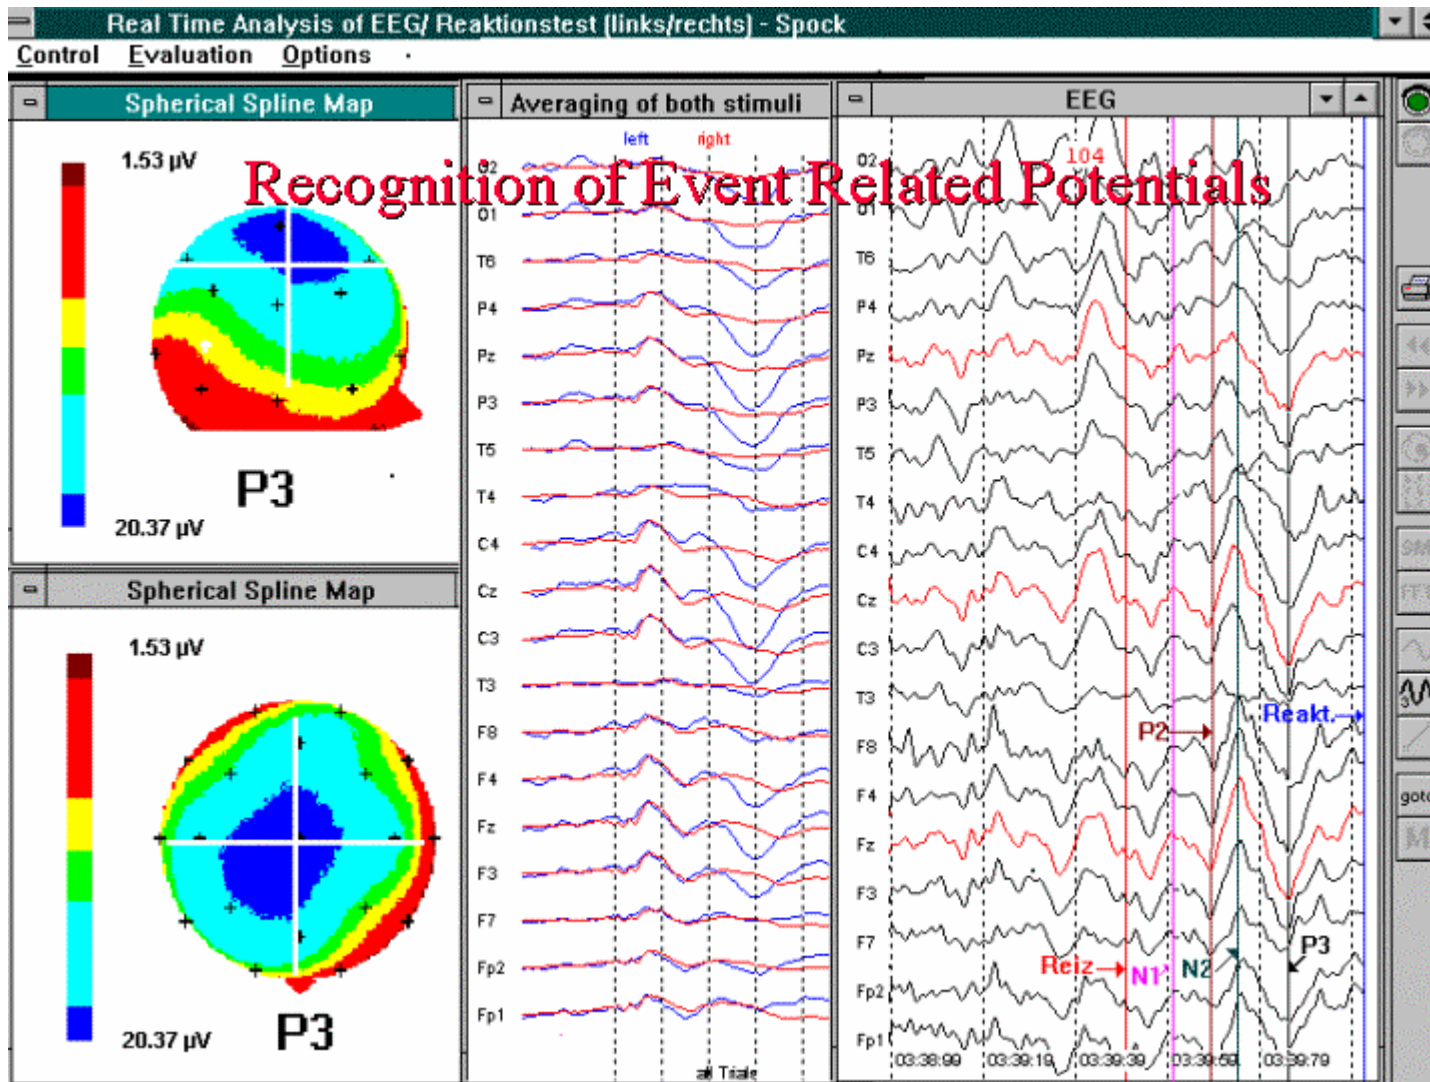 Real Time Analysis of EEG/ Reaktionstest (links/rechts) - Spock
Control Evaluation Options
Spherical Spline Map
1.53 µV
20.37 µV
P3
Spherical Spline Map
1.53 µV
20.37 µV
P3
Averaging of both stimuli
left right
Recognition of Event Related Potentials
O2
O1
T6
P4
Pz
P3
T5
T4
C4
Cz
C3
T3
F8
F4
Fz
F3
F7
Fp2
Fp1
all Trials
EEG
104
O2
O1
T6
P4
Pz
P3
T5
T4
C4
Cz
C3
T3
F8
F4
Fz
F3
F7
Fp2
Fp1
Reakt.
P2
P3
Reiz N1 N2
03:38:99 03:39:19 03:39:39 03:39:59 03:39:79
goto
M